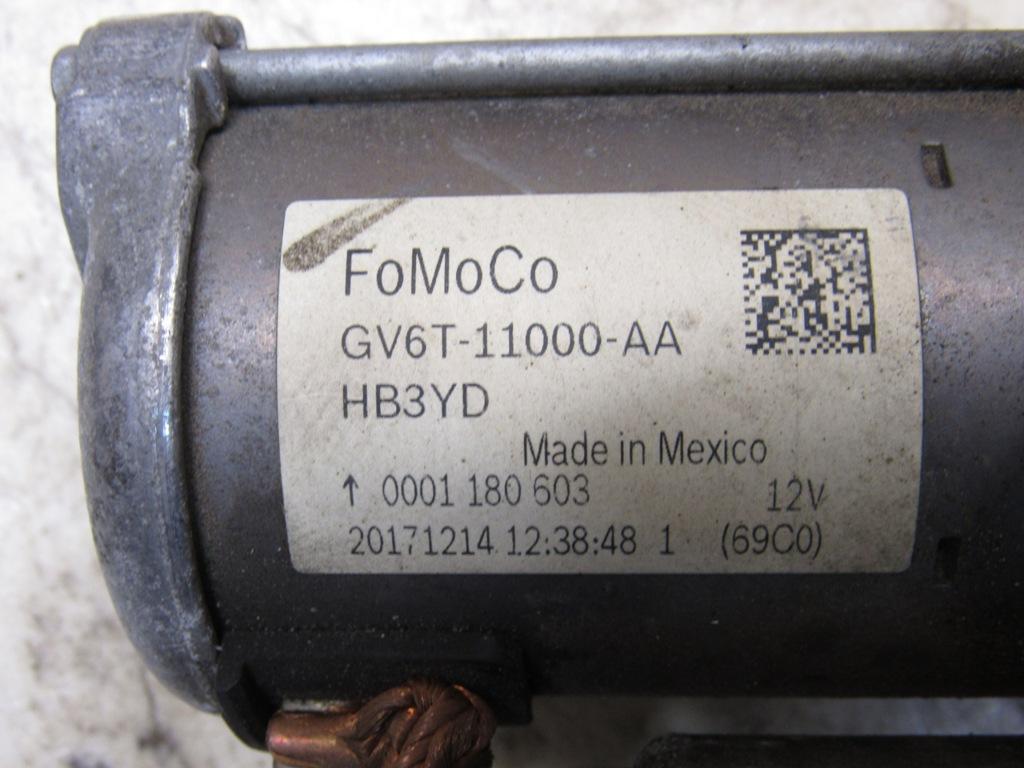 FoMoCo
GV6T-11000-AA
HB3YD
Made in Mexico
↑ 0001 180 603 12V
20171214 12:38:48 1 (69C0)